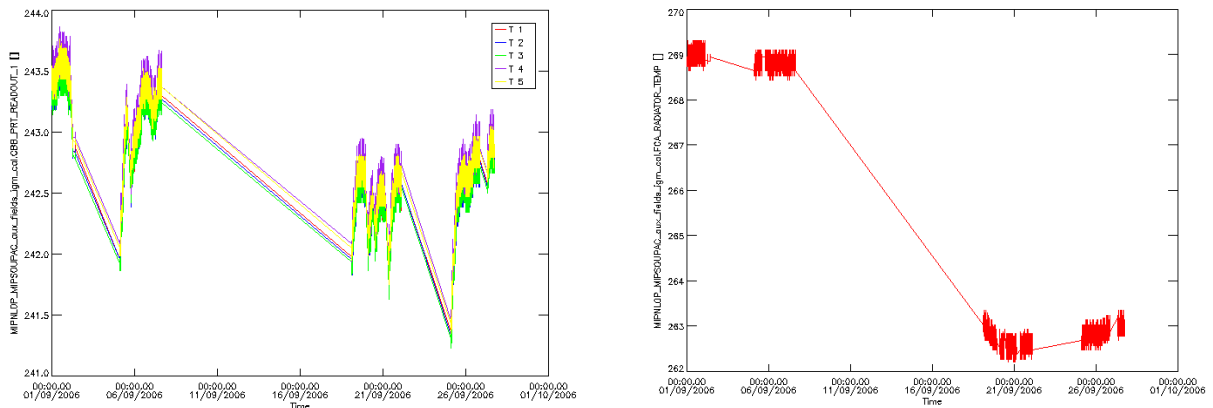 244.0
243.5
243.0
242.5
242.0
241.5
241.0
MIPNL0P_MIPSOUPAC_aux_fields_igm_col.CBB_PRT_READOUT_1 []
T 1
T 2
T 3
T 4
T 5
00:00.00 00:00.00 00:00.00 00:00.00 00:00.00 00:00.00 00:00.00
01/09/2006 06/09/2006 11/09/2006 16/09/2006 21/09/2006 26/09/2006 01/10/2006
Time
270
269
268
267
266
265
264
263
262
MIPNL0P_MIPSOUPAC_aux_fields_igm_col.FCA_RADIATOR_TEMP []
00:00.00 00:00.00 00:00.00 00:00.00 00:00.00 00:00.00 00:00.00
01/09/2006 06/09/2006 11/09/2006 16/09/2006 21/09/2006 26/09/2006 01/10/2006
Time